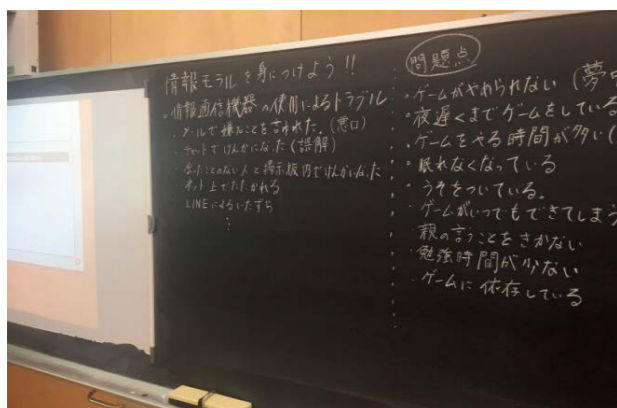 情報モラルを身につけよう!!
。情報通信機器の使用によるトラブル
・メールで嫌なことを言われた。(悪口)
・チャットでけんかになった(誤解)
・会ったことのない人と掲示板内でけんかになった
・ネット上でたたかれる
・LINEによるいたずら
⋮
問題点
・ゲームがやめられない(夢中
・夜遅くまでゲームをしている
・ゲームをやる時間が多い(
・眠れなくなっている
・うそをついている。
・ゲームがいつでもできてしまう
・親の言うことをきかない
・勉強時間が少ない
・ゲームに依存している